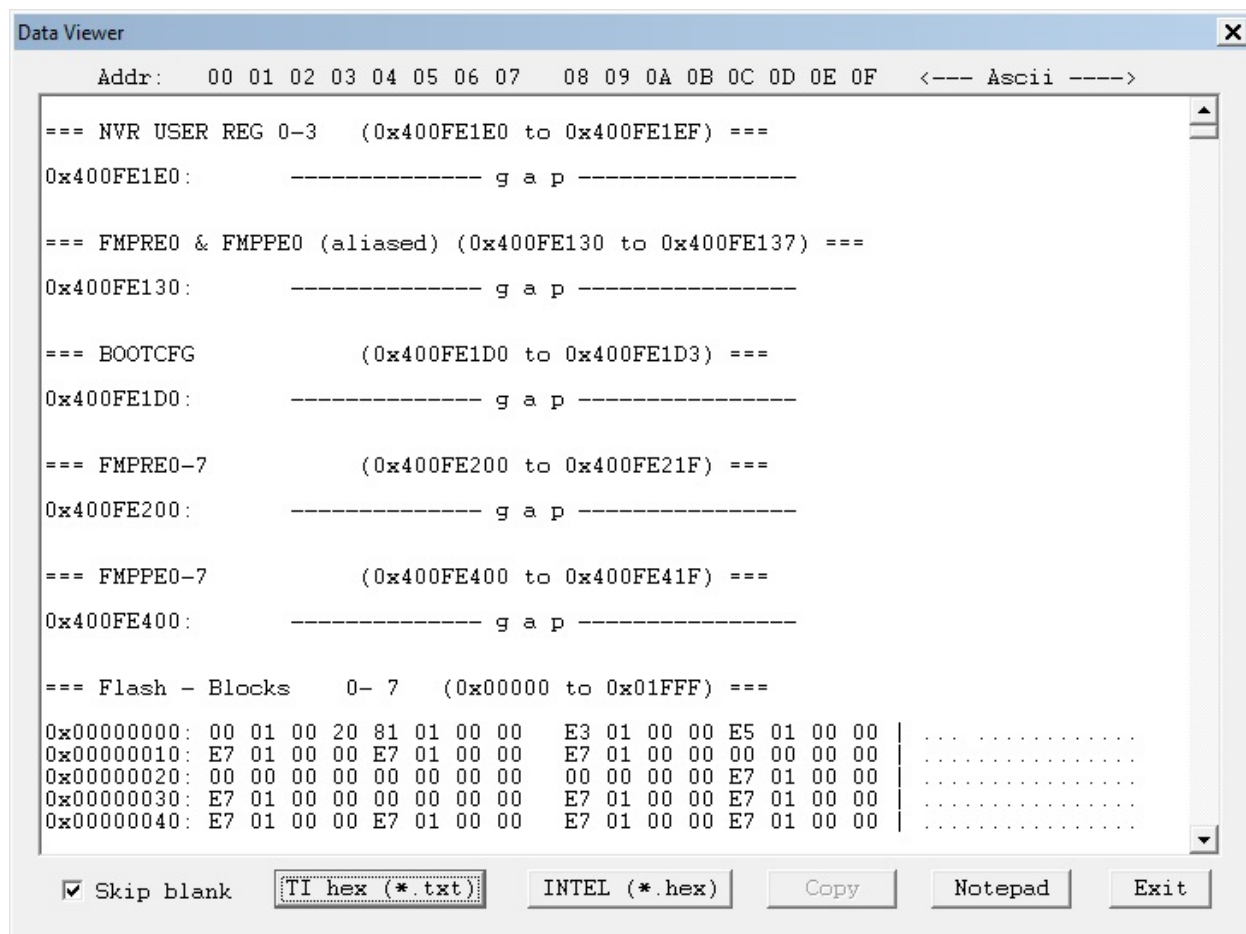 Data Viewer
Addr: 00 01 02 03 04 05 06 07 08 09 0A 0B 0C 0D 0E 0F <--- Ascii ---->
=== NVR USER REG 0-3 (0x400FE1E0 to 0x400FE1EF) ===
0x400FE1E0: -------------- g a p ----------------
=== FMPRE0 & FMPPE0 (aliased) (0x400FE130 to 0x400FE137) ===
0x400FE130: -------------- g a p ----------------
=== BOOTCFG (0x400FE1D0 to 0x400FE1D3) ===
0x400FE1D0: -------------- g a p ----------------
=== FMPRE0-7 (0x400FE200 to 0x400FE21F) ===
0x400FE200: -------------- g a p ----------------
=== FMPPE0-7 (0x400FE400 to 0x400FE41F) ===
0x400FE400: -------------- g a p ----------------
=== Flash - Blocks 0- 7 (0x00000 to 0x01FFF) ===
0x00000000: 00 01 00 20 81 01 00 00 E3 01 00 00 E5 01 00 00 | ... ............
0x00000010: E7 01 00 00 E7 01 00 00 E7 01 00 00 00 00 00 00 | ................
0x00000020: 00 00 00 00 00 00 00 00 00 00 00 00 E7 01 00 00 | ................
0x00000030: E7 01 00 00 00 00 00 00 E7 01 00 00 E7 01 00 00 | ................
0x00000040: E7 01 00 00 E7 01 00 00 E7 01 00 00 E7 01 00 00 | ................
Skip blank TI hex (*.txt) INTEL (*.hex) Copy Notepad Exit